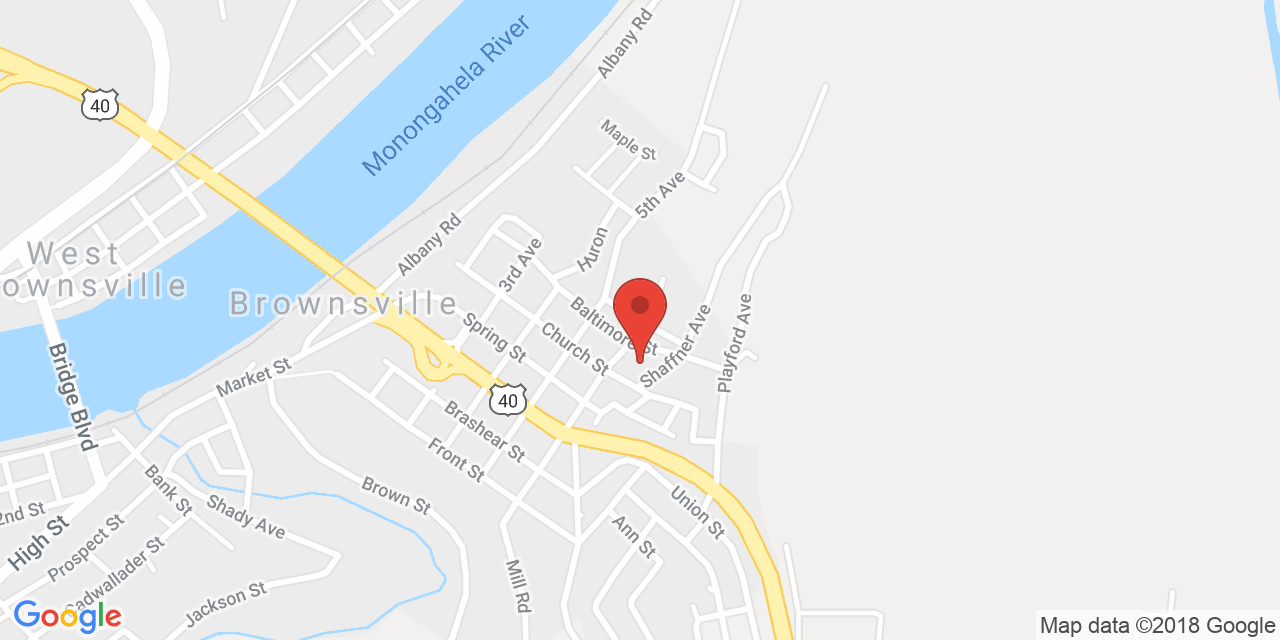 40
Monongahela River
Albany Rd
Maple St
5th Ave
Albany Rd
Huron
3rd Ave
West
ownsville
Brownsville
Baltimore St
Spring St
Church St
Shaffner Ave
Playford Ave
Market St
Bridge Blvd
40
Brashear St
Front St
Bank St
Brown St
Shady Ave
Union St
Ann St
2nd St
High St
Prospect St
Cadwallader St
Jackson St
Mill Rd
Google
Map data ©2018 Google